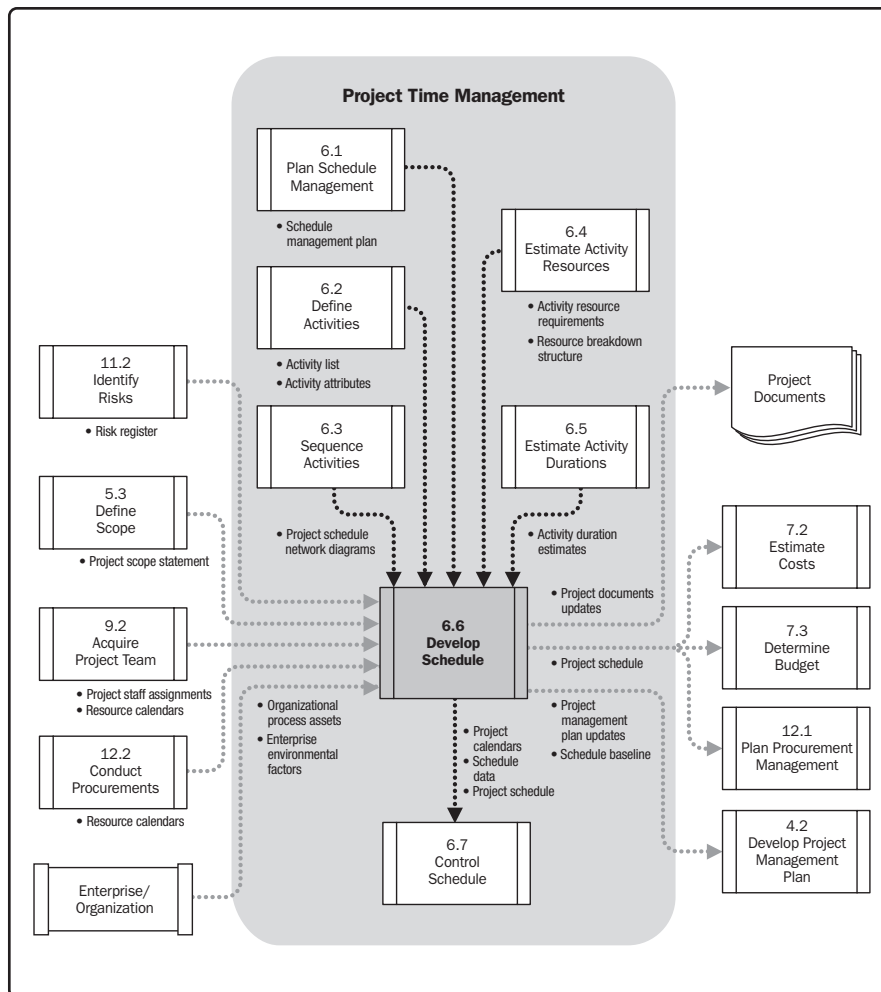 Project Time Management
6.1
Plan Schedule
Management
• Schedule
management plan
6.2
Define
Activities
• Activity list
• Activity attributes
6.3
Sequence
Activities
• Project schedule
network diagrams
6.4
Estimate Activity
Resources
• Activity resource
requirements
• Resource breakdown
structure
6.5
Estimate Activity
Durations
• Activity duration
estimates
11.2
Identify
Risks
• Risk register
5.3
Define
Scope
• Project scope statement
9.2
Acquire
Project Team
• Project staff assignments
• Resource calendars
12.2
Conduct
Procurements
• Resource calendars
Enterprise/
Organization
• Organizational
process assets
• Enterprise
environmental
factors
6.6
Develop
Schedule
• Project documents
updates
• Project schedule
• Project
management
plan updates
• Schedule baseline
• Project
calendars
• Schedule
data
• Project schedule
6.7
Control
Schedule
Project
Documents
7.2
Estimate
Costs
7.3
Determine
Budget
12.1
Plan Procurement
Management
4.2
Develop Project
Management
Plan